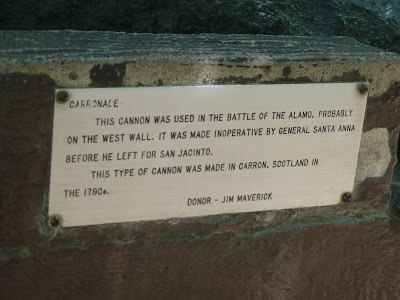 CARRONALE:
THIS CANNON WAS USED IN THE BATTLE OF THE ALAMO, PROBABLY
ON THE WEST WALL. IT WAS MADE INOPERATIVE BY GENERAL SANTA ANNA
BEFORE HE LEFT FOR SAN JACINTO.
THIS TYPE OF CANNON WAS MADE IN CARRON, SCOTLAND IN
THE 1790s.
DONOR - JIM MAVERICK